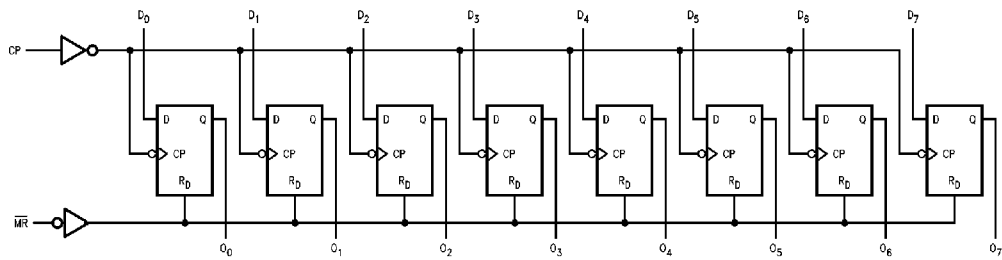 D0 D1 D2 D3 D4 D5 D6 D7
CP
D Q D Q D Q D Q D Q D Q D Q D Q
CP CP CP CP CP CP CP CP
RD RD RD RD RD RD RD RD
M̅R̅
O0 O1 O2 O3 O4 O5 O6 O7